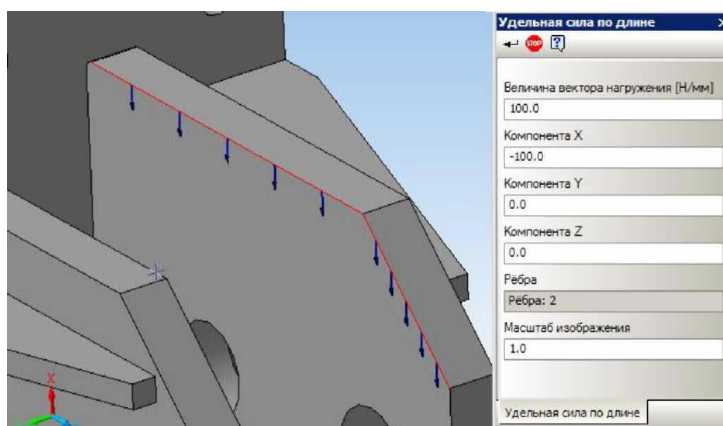 Удельная сила по длине
STOP
Величина вектора нагружения [Н/мм]
100.0
Компонента X
-100.0
Компонента Y
0.0
Компонента Z
0.0
Рёбра
Рёбра: 2
Масштаб изображения
1.0
X
Удельная сила по длине